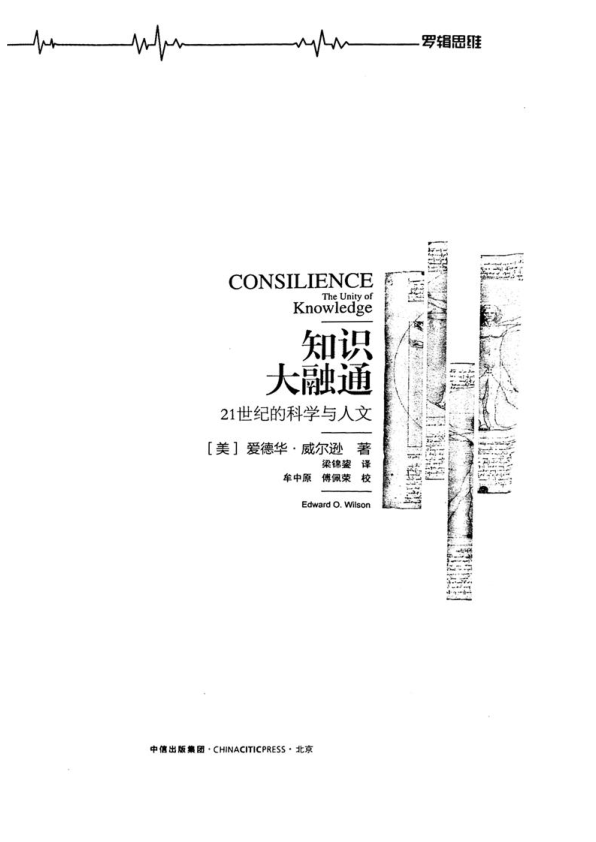 罗辑思维
CONSILIENCE
The Unity of
Knowledge
知识
大融通
21世纪的科学与人文
［美］爱德华·威尔逊 著
梁锦鋆 译
牟中原 傅佩荣 校
Edward O. Wilson
中信出版集团·CHINACITICPRESS·北京